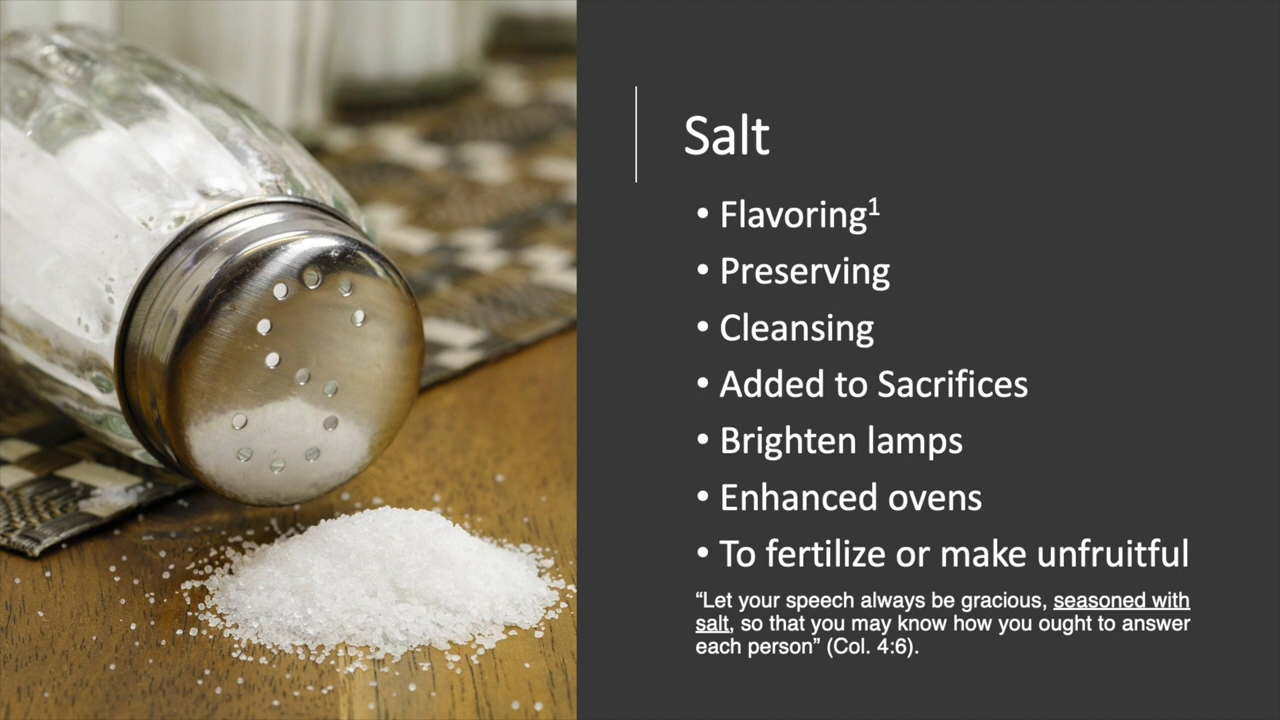 Salt
• Flavoring¹
• Preserving
• Cleansing
• Added to Sacrifices
• Brighten lamps
• Enhanced ovens
• To fertilize or make unfruitful
“Let your speech always be gracious, seasoned with
salt, so that you may know how you ought to answer
each person” (Col. 4:6).